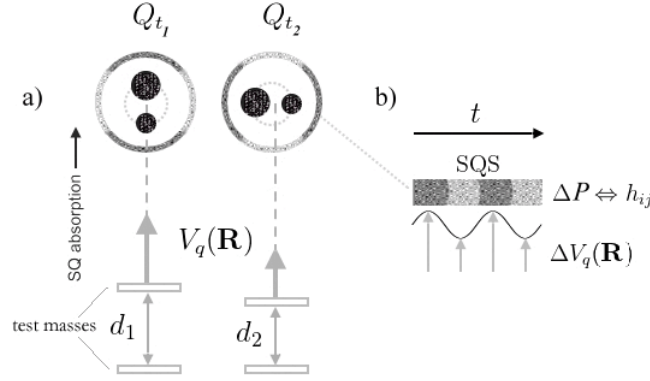 Q_{t_1}
Q_{t_2}
a)
b)
SQ absorption
t
SQS
ΔP ⇔ h_{ij}
V_q(R)
ΔV_q(R)
test masses
d_1
d_2